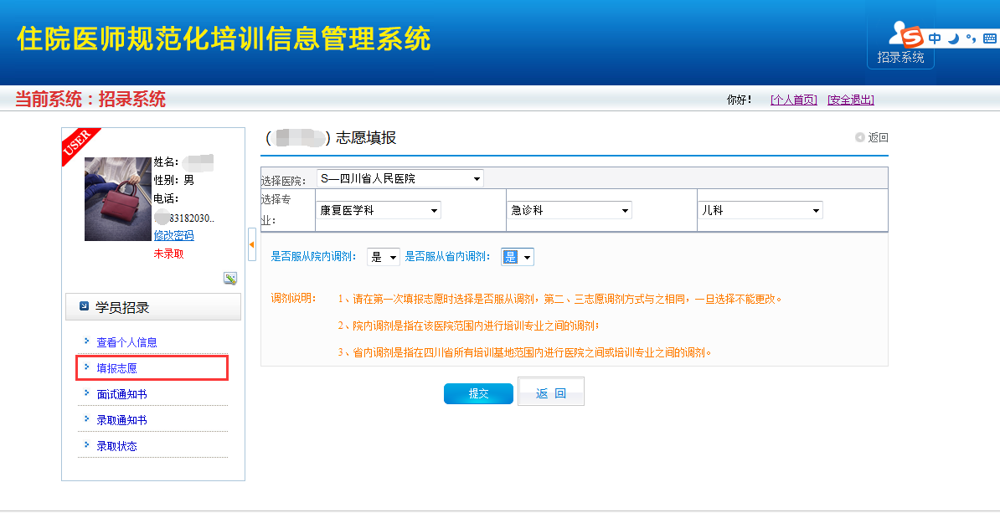 住院医师规范化培训信息管理系统
中
招录系统
当前系统：招录系统
你好！ [个人首页] [安全退出]
USER
姓名：
性别：男
电话：
83182030..
修改密码
未录取
学员招录
查看个人信息
填报志愿
面试通知书
录取通知书
录取状态
( ) 志愿填报
返回
选择医院： S—四川省人民医院
选择专业： 康复医学科 急诊科 儿科
是否服从院内调剂： 是 是否服从省内调剂： 是
调剂说明： 1、请在第一次填报志愿时选择是否服从调剂，第二、三志愿调剂方式与之相同，一旦选择不能更改。
2、院内调剂是指在该医院范围内进行培训专业之间的调剂；
3、省内调剂是指在四川省所有培训基地范围内进行医院之间或培训专业之间的调剂。
提交 返 回